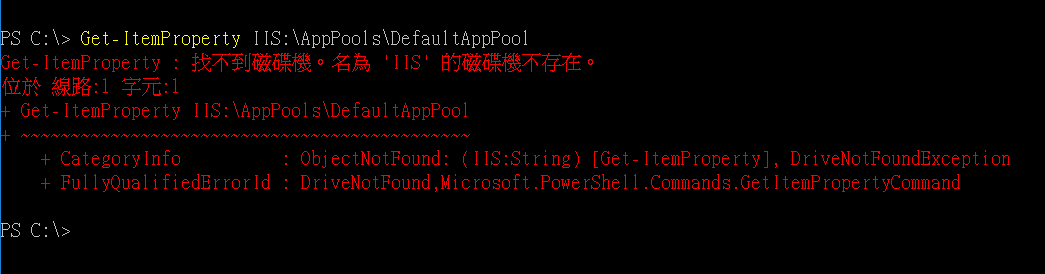 PS C:\> Get-ItemProperty IIS:\AppPools\DefaultAppPool
Get-ItemProperty : 找不到磁碟機。名為 'IIS' 的磁碟機不存在。
位於 線路:1 字元:1
+ Get-ItemProperty IIS:\AppPools\DefaultAppPool
+ ~~~~~~~~~~~~~~~~~~~~~~~~~~~~~~~~~~~~~~~~~~~~~
    + CategoryInfo          : ObjectNotFound: (IIS:String) [Get-ItemProperty], DriveNotFoundException
    + FullyQualifiedErrorId : DriveNotFound,Microsoft.PowerShell.Commands.GetItemPropertyCommand
PS C:\>